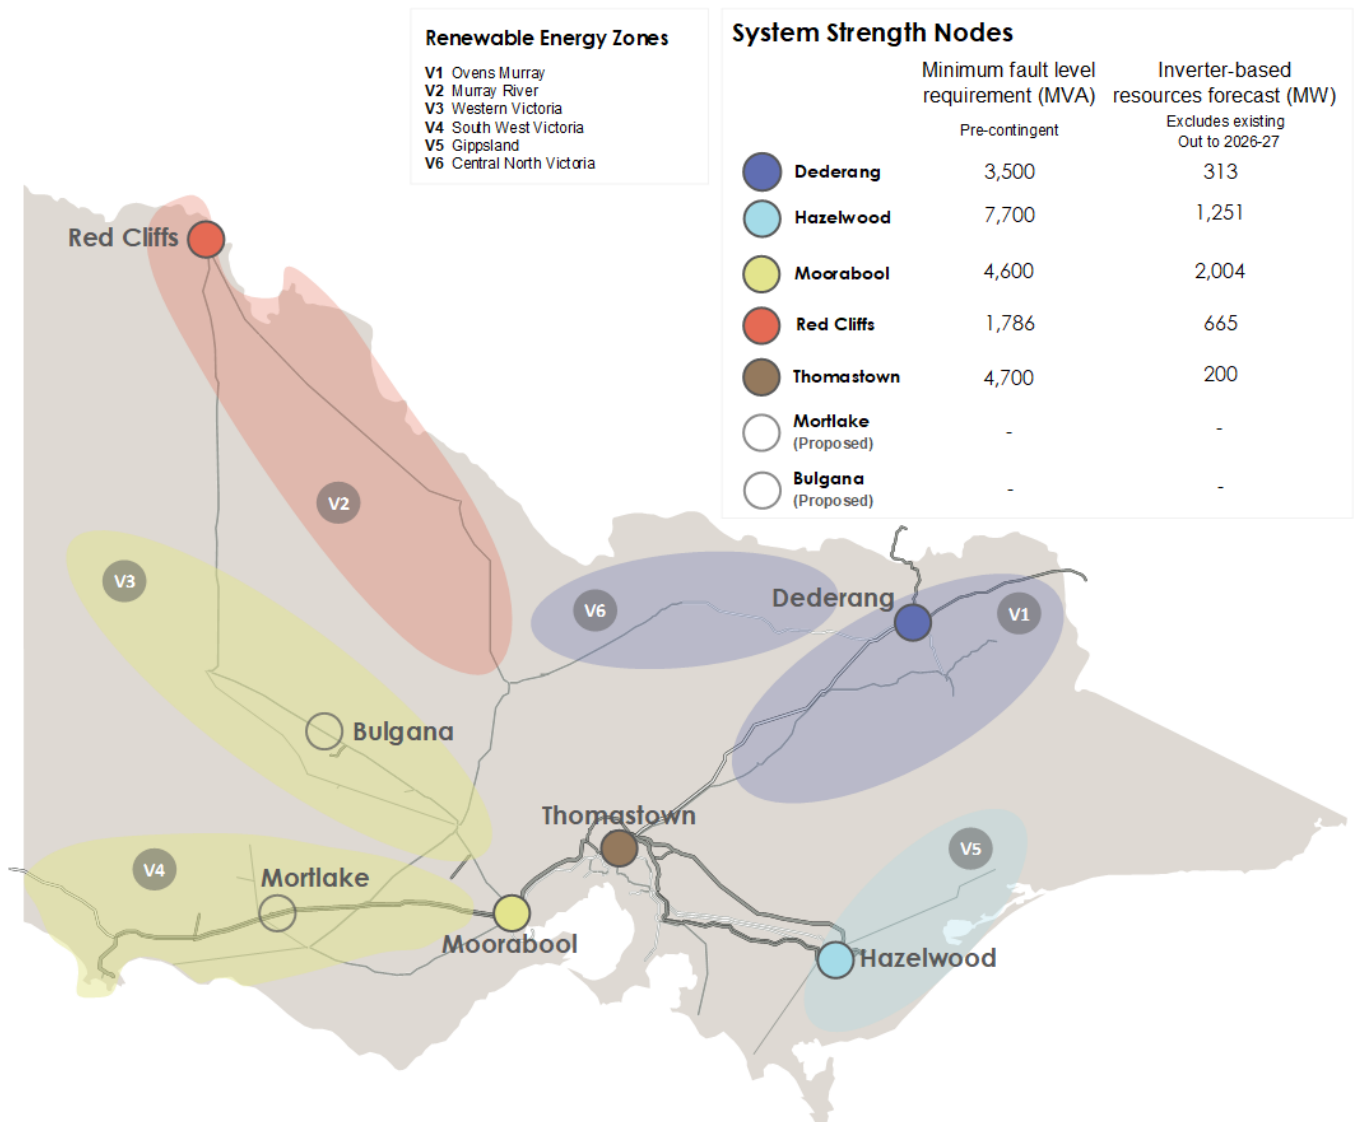 Renewable Energy Zones
V1 Ovens Murray
V2 Murray River
V3 Western Victoria
V4 South West Victoria
V5 Gippsland
V6 Central North Victoria
System Strength Nodes
Minimum fault level
requirement (MVA)
Pre-contingent
Inverter-based
resources forecast (MW)
Excludes existing
Out to 2026-27
Dederang 3,500 313
Hazelwood 7,700 1,251
Moorabool 4,600 2,004
Red Cliffs 1,786 665
Thomastown 4,700 200
Mortlake - -
(Proposed)
Bulgana - -
(Proposed)
Red Cliffs
V2
V3
V6
Dederang
V1
Bulgana
Thomastown
V5
V4
Mortlake
Moorabool
Hazelwood